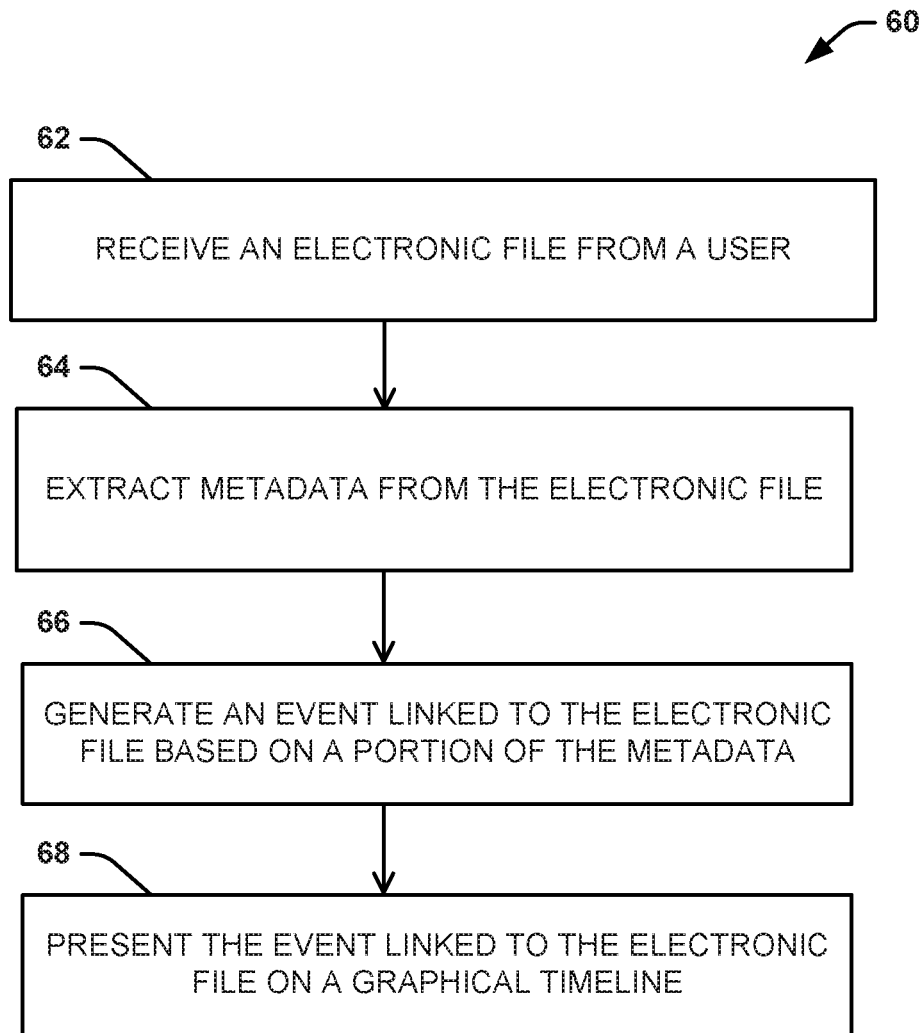 60
62
RECEIVE AN ELECTRONIC FILE FROM A USER
64
EXTRACT METADATA FROM THE ELECTRONIC FILE
66
GENERATE AN EVENT LINKED TO THE ELECTRONIC
FILE BASED ON A PORTION OF THE METADATA
68
PRESENT THE EVENT LINKED TO THE ELECTRONIC
FILE ON A GRAPHICAL TIMELINE